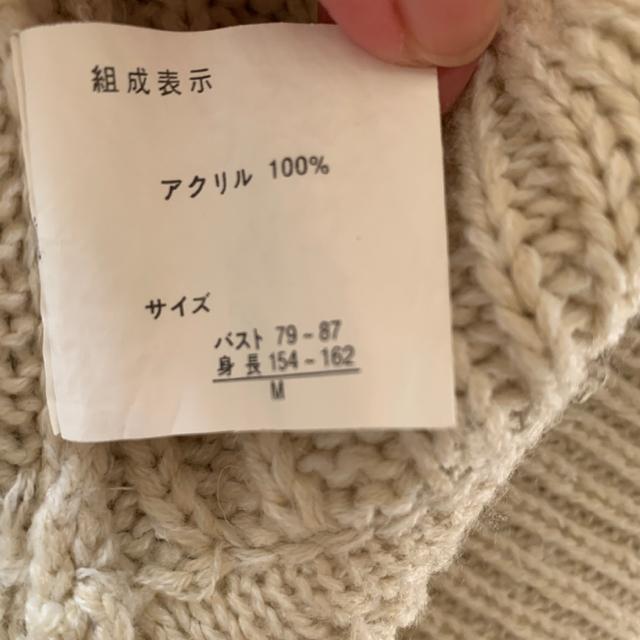 組成表示
アクリル 100%
サイズ
バスト 79-87
身長 154-162
M